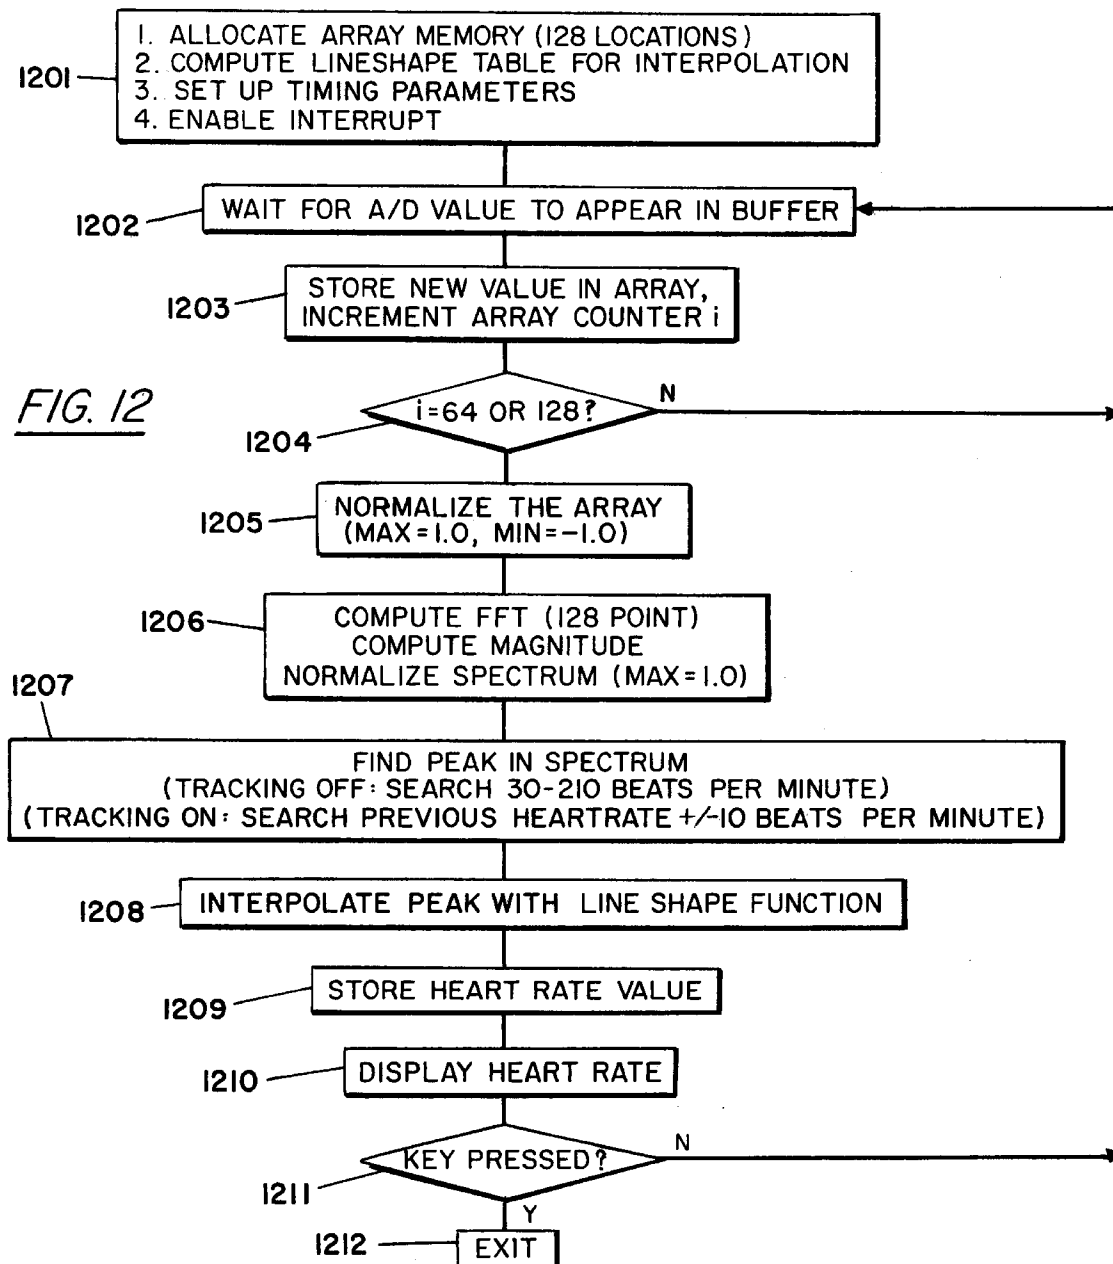 1. ALLOCATE ARRAY MEMORY (128 LOCATIONS)
2. COMPUTE LINESHAPE TABLE FOR INTERPOLATION
3. SET UP TIMING PARAMETERS
4. ENABLE INTERRUPT
1201
WAIT FOR A/D VALUE TO APPEAR IN BUFFER
1202
STORE NEW VALUE IN ARRAY,
INCREMENT ARRAY COUNTER i
1203
FIG. 12
i=64 OR 128?
N
1204
NORMALIZE THE ARRAY
(MAX=1.0, MIN=-1.0)
1205
COMPUTE FFT (128 POINT)
COMPUTE MAGNITUDE
NORMALIZE SPECTRUM (MAX=1.0)
1206
1207
FIND PEAK IN SPECTRUM
(TRACKING OFF: SEARCH 30-210 BEATS PER MINUTE)
(TRACKING ON: SEARCH PREVIOUS HEARTRATE +/-10 BEATS PER MINUTE)
INTERPOLATE PEAK WITH LINE SHAPE FUNCTION
1208
STORE HEART RATE VALUE
1209
DISPLAY HEART RATE
1210
KEY PRESSED?
N
1211
Y
1212
EXIT